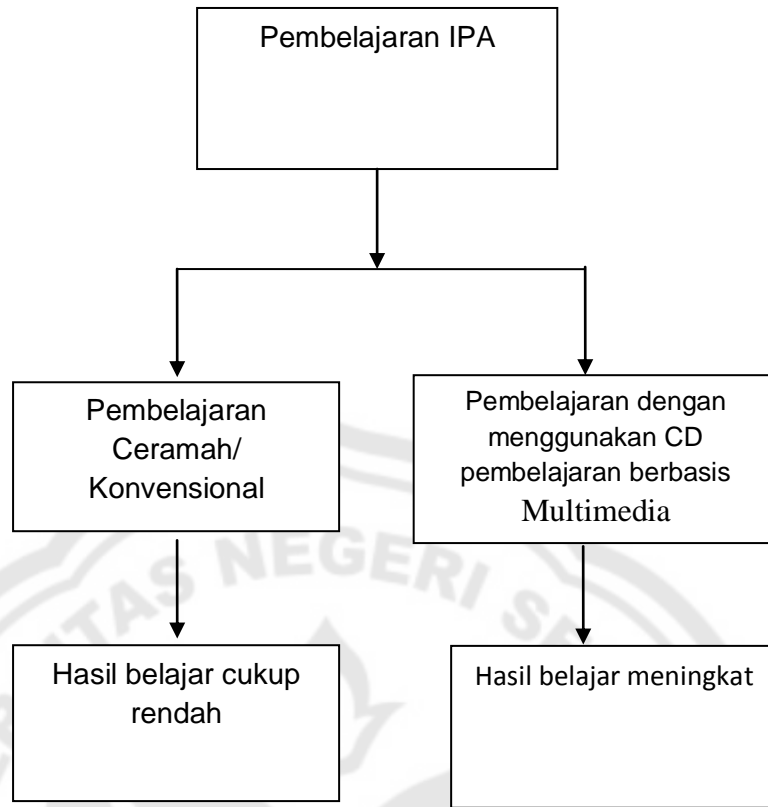 Pembelajaran IPA
Pembelajaran
Ceramah/
Konvensional
Pembelajaran dengan
menggunakan CD
pembelajaran berbasis
Multimedia
NEGERI
Hasil belajar cukup
rendah
Hasil belajar meningkat